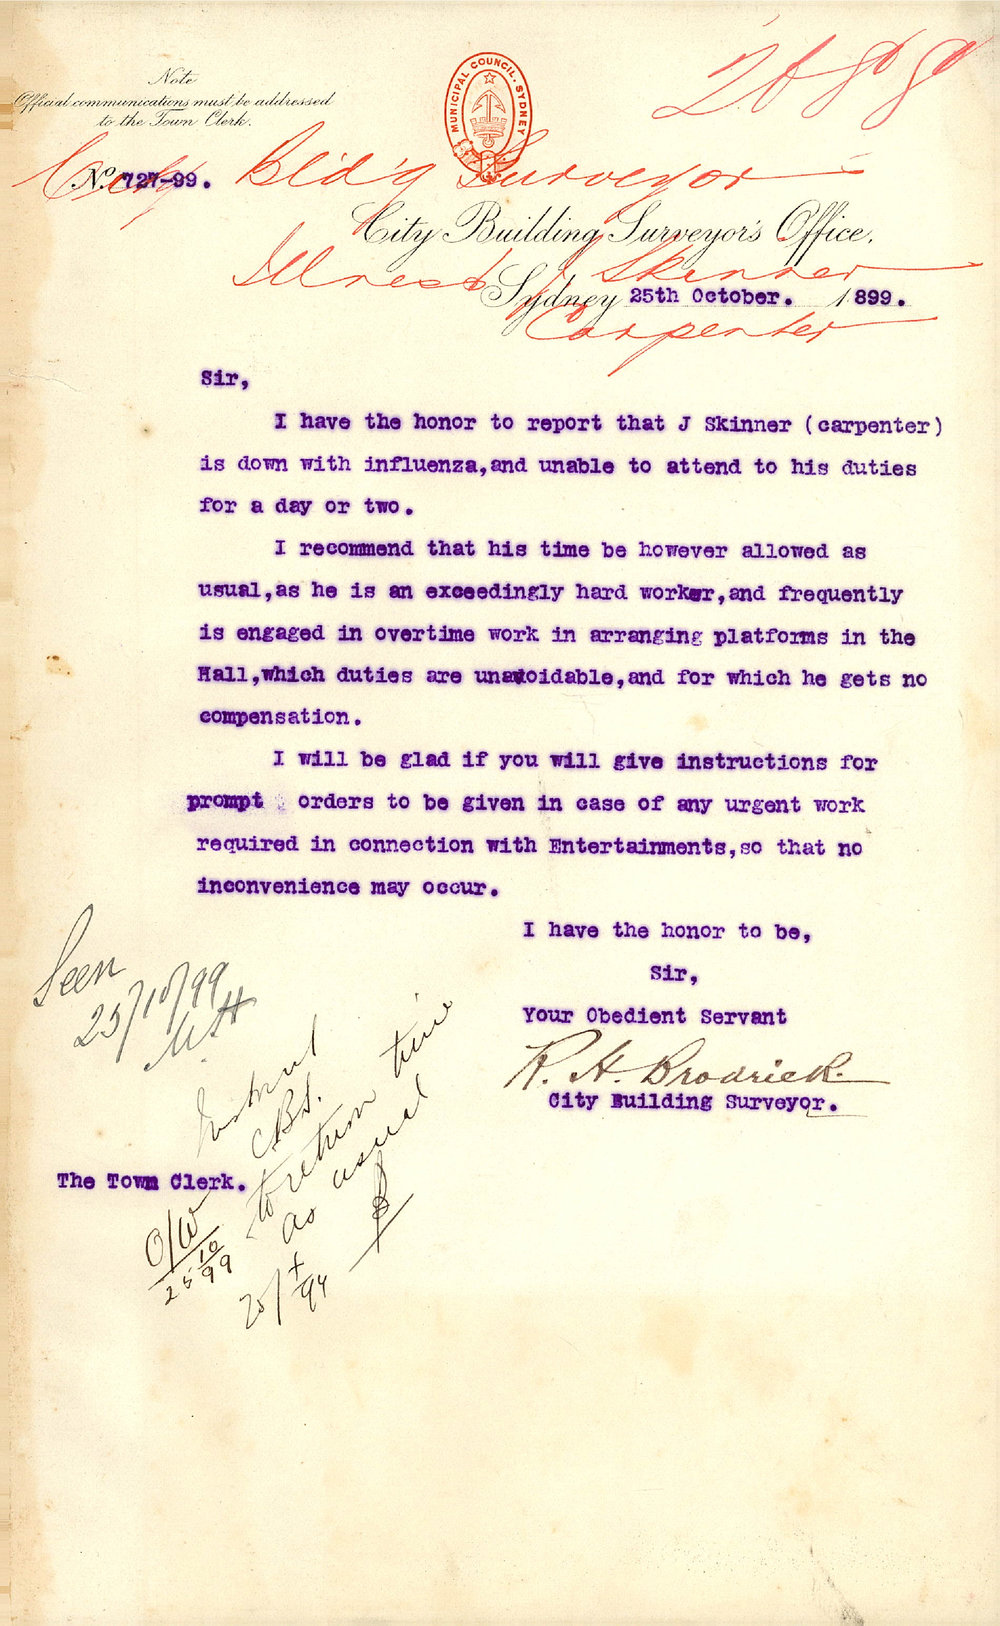 Note
Official communications must be addressed
to the Town Clerk.
MUNICIPAL COUNCIL. SYDNEY
No. 727-99.
City Bld'g Surveyor
City Building Surveyor's Office,
Illness J Skinner
Sydney 25th October. 1899.
Carpenter
Sir,
I have the honor to report that J Skinner (carpenter)
is down with influenza,and unable to attend to his duties
for a day or two.
I recommend that his time be however allowed as
usual,as he is an exceedingly hard worker,and frequently
is engaged in overtime work in arranging platforms in the
Hall,which duties are unavoidable,and for which he gets no
compensation.
I will be glad if you will give instructions for
prompt orders to be given in case of any urgent work
required in connection with Entertainments,so that no
inconvenience may occur.
I have the honor to be,
Sir,
Your Obedient Servant
R. H. Brodrick.
City Building Surveyor.
Seen
25/10/99
Instruct
CBS.
to return time
as usual
The Town Clerk.
O/W
25 10 99